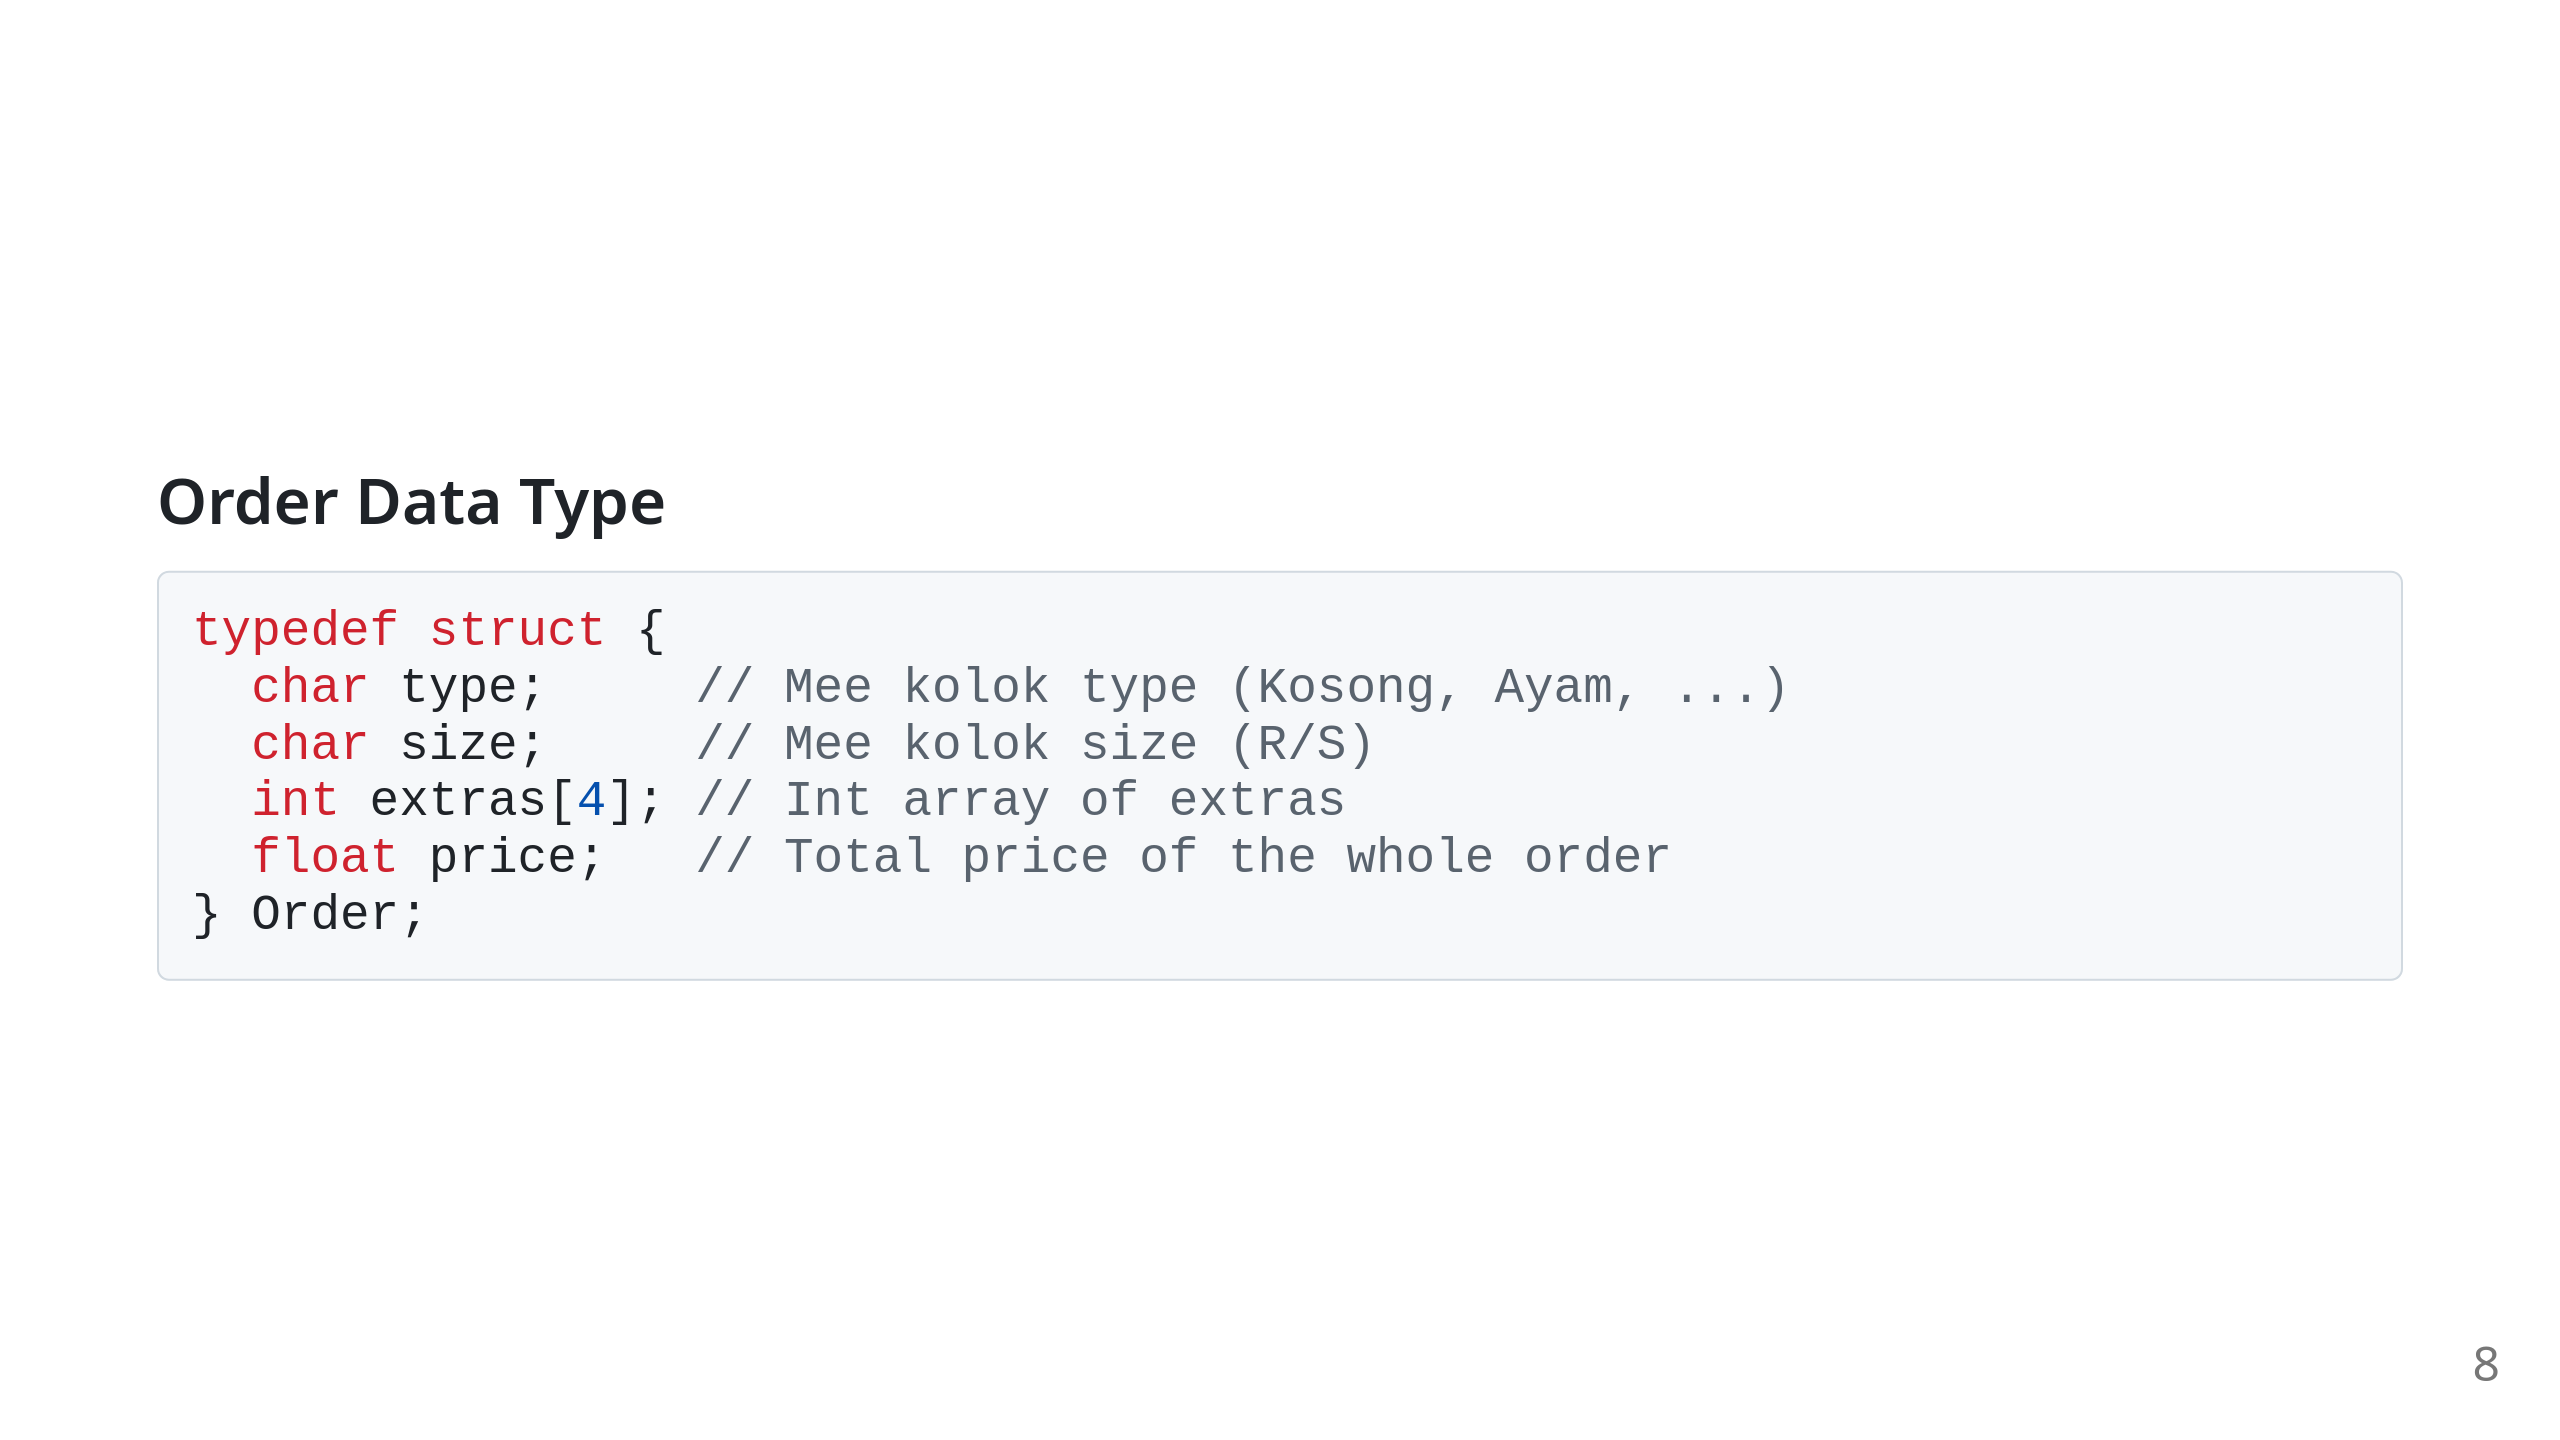 Order Data Type
typedef struct {
  char type;     // Mee kolok type (Kosong, Ayam, ...)
  char size;     // Mee kolok size (R/S)
  int extras[4]; // Int array of extras
  float price;   // Total price of the whole order
} Order;
8